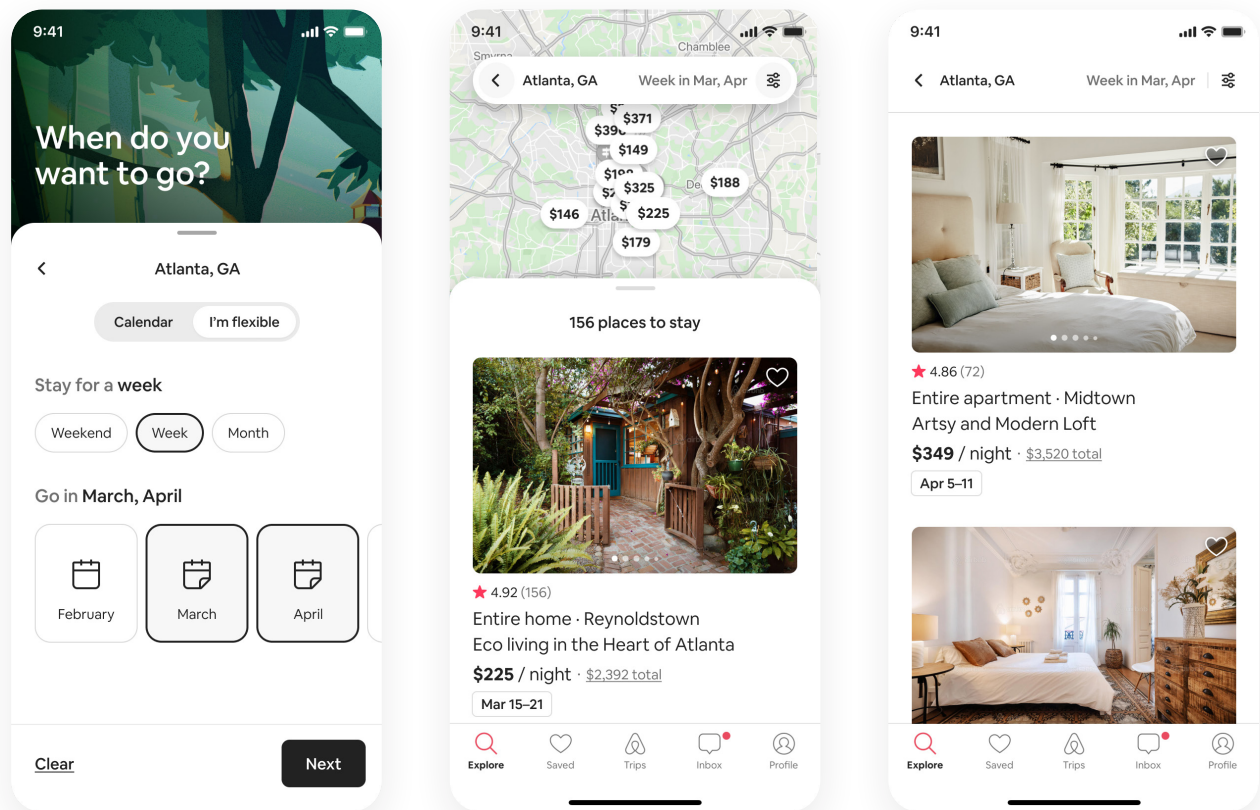 9:41
When do you
want to go?
Atlanta, GA
Calendar
I'm flexible
Stay for a week
Weekend
Week
Month
Go in March, April
February
March
April
Clear
Next
9:41
Chamblee
Atlanta, GA
Week in Mar, Apr
$371
$149
$325
$188
$146
$225
$179
156 places to stay
4.92 (156)
Entire home · Reynoldstown
Eco living in the Heart of Atlanta
$225 / night · $2,392 total
Mar 15–21
Explore
Saved
Trips
Inbox
Profile
9:41
Atlanta, GA
Week in Mar, Apr
4.86 (72)
Entire apartment · Midtown
Artsy and Modern Loft
$349 / night · $3,520 total
Apr 5–11
Explore
Saved
Trips
Inbox
Profile